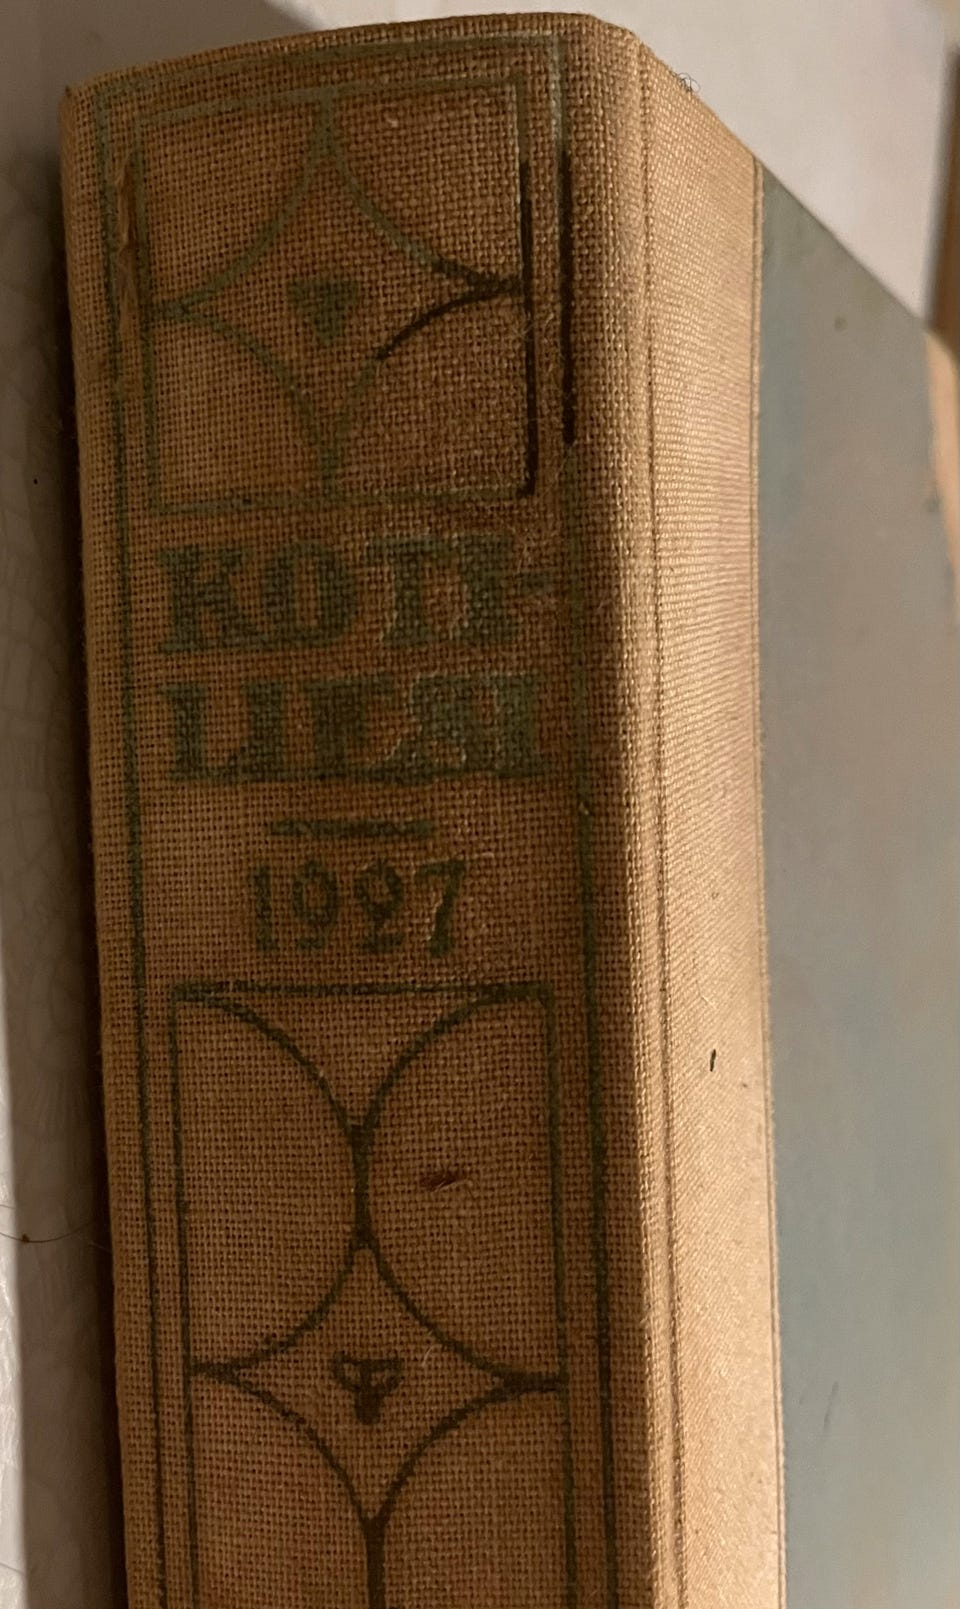 KOTI-
LIESI
1927